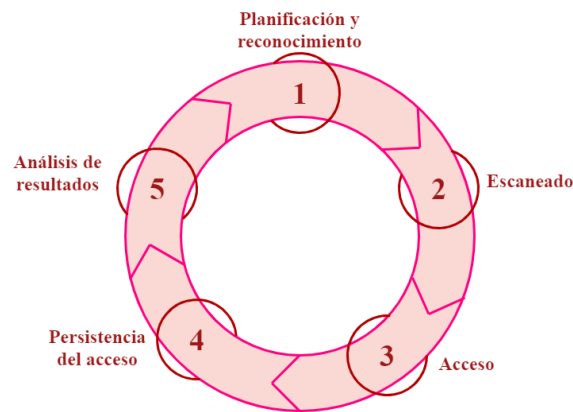 Planificación y
reconocimiento
1
2
Escaneado
3
Acceso
4
Persistencia
del acceso
5
Análisis de
resultados